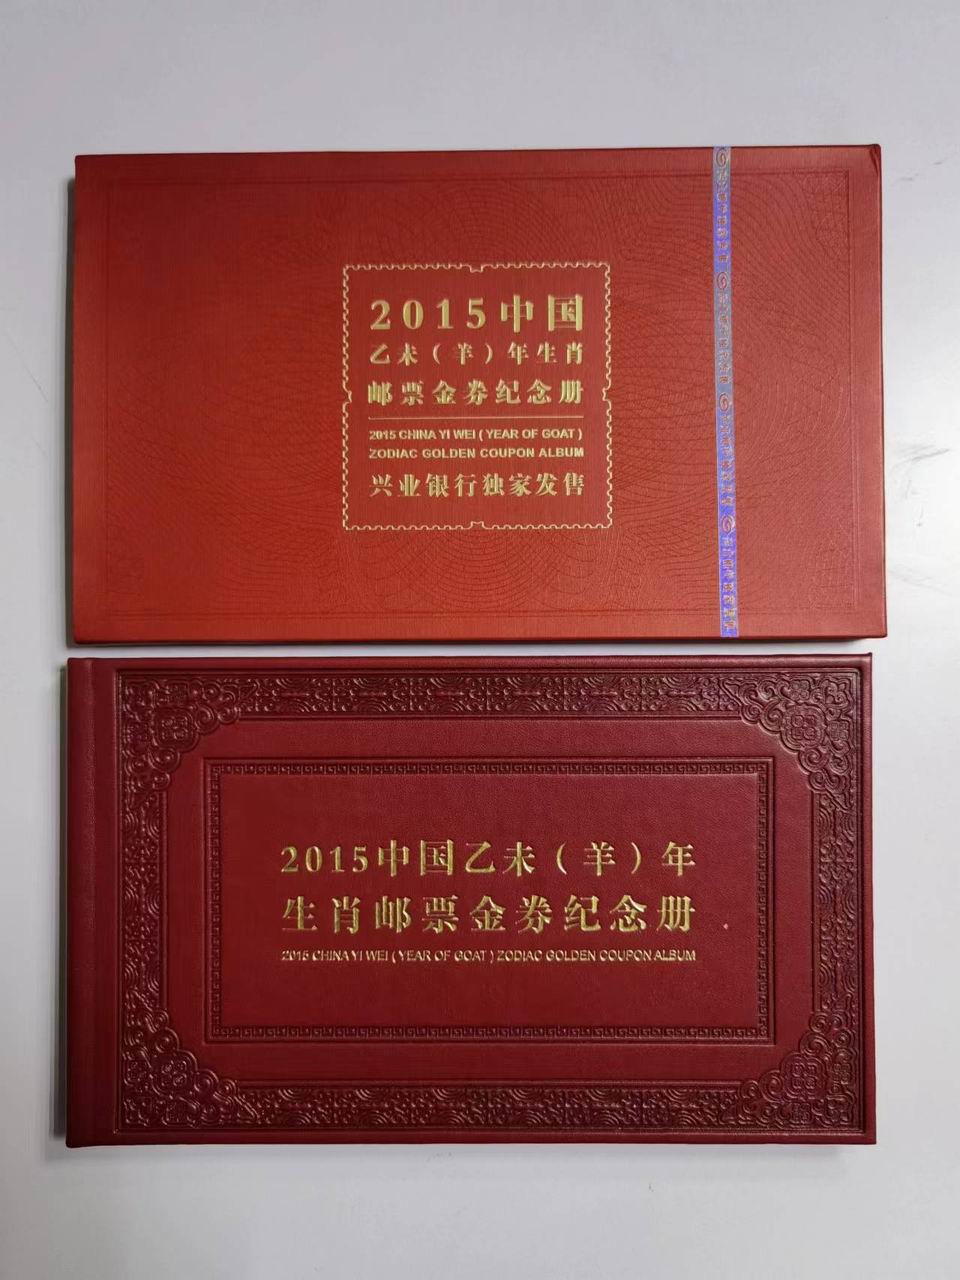 2015中国
乙未（羊）年生肖
邮票金券纪念册
2015 CHINA YI WEI ( YEAR OF GOAT )
ZODIAC GOLDEN COUPON ALBUM
兴业银行独家发售
2015中国乙未（羊）年
生肖邮票金券纪念册
2015 CHINA YI WEI ( YEAR OF GOAT ) ZODIAC GOLDEN COUPON ALBUM